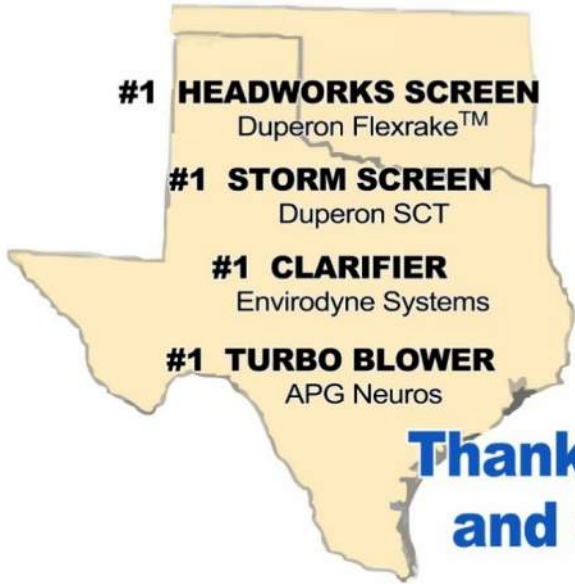 #1 HEADWORKS SCREEN
Duperon Flexrake™
#1 STORM SCREEN
Duperon SCT
#1 CLARIFIER
Envirodyne Systems
#1 TURBO BLOWER
APG Neuros
Thank
and